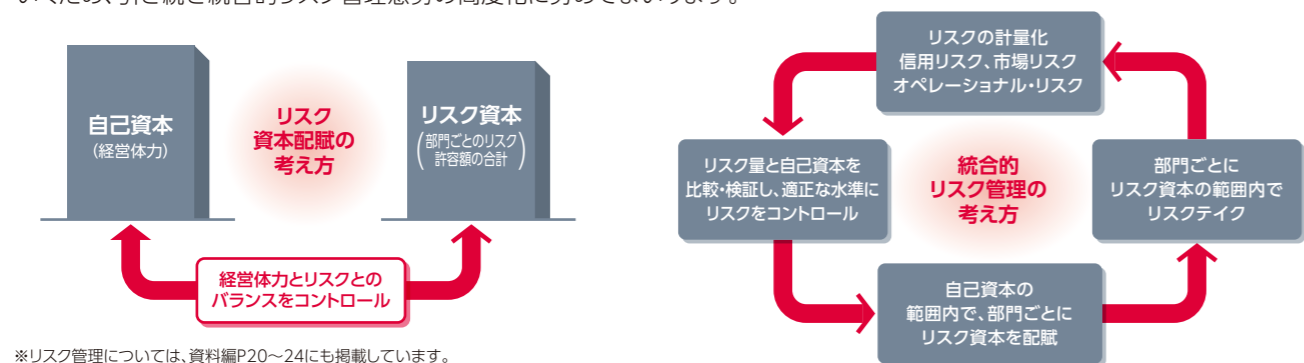 自己資本
(経営体力)
リスク
資本配賦の
考え方
リスク資本
(部門ごとのリスク
許容額の合計)
経営体力とリスクとの
バランスをコントロール
※リスク管理については、資料編P20〜24にも掲載しています。
リスクの計量化
信用リスク、市場リスク
オペレーショナル・リスク
リスク量と自己資本を
比較・検証し、適正な水準に
リスクをコントロール
統合的
リスク管理の
考え方
部門ごとに
リスク資本の範囲内で
リスクテイク
自己資本の
範囲内で、部門ごとに
リスク資本を配賦